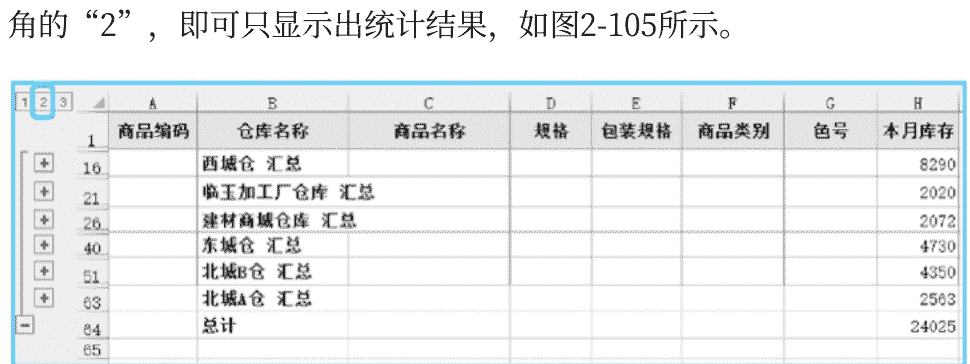 角的“2”，即可只显示出统计结果，如图2-105所示。
1 2 3 A B C D E F G H
1 商品编码 仓库名称 商品名称 规格 包装规格 商品类别 色号 本月库存
+ 16 西城仓 汇总 8290
+ 21 临玉加工厂仓库 汇总 2020
+ 26 建材商城仓库 汇总 2072
+ 40 东城仓 汇总 4730
+ 51 北城B仓 汇总 4350
+ 63 北城A仓 汇总 2563
− 64 总计 24025
65